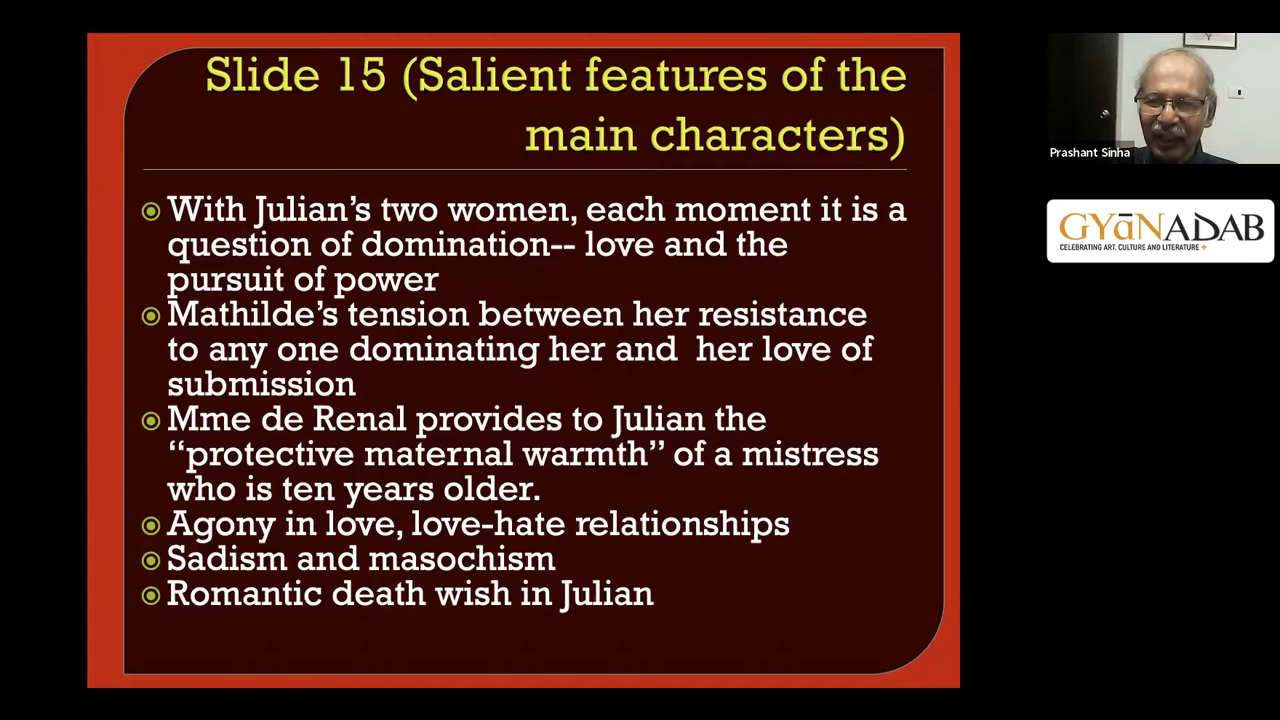 Slide 15 (Salient features of the
main characters)
With Julian's two women, each moment it is a
question of domination-- love and the
pursuit of power
Mathilde's tension between her resistance
to any one dominating her and her love of
submission
Mme de Renal provides to Julian the
“protective maternal warmth” of a mistress
who is ten years older.
Agony in love, love-hate relationships
Sadism and masochism
Romantic death wish in Julian
Prashant Sinha
GYāNADAB
CELEBRATING ART, CULTURE AND LITERATURE